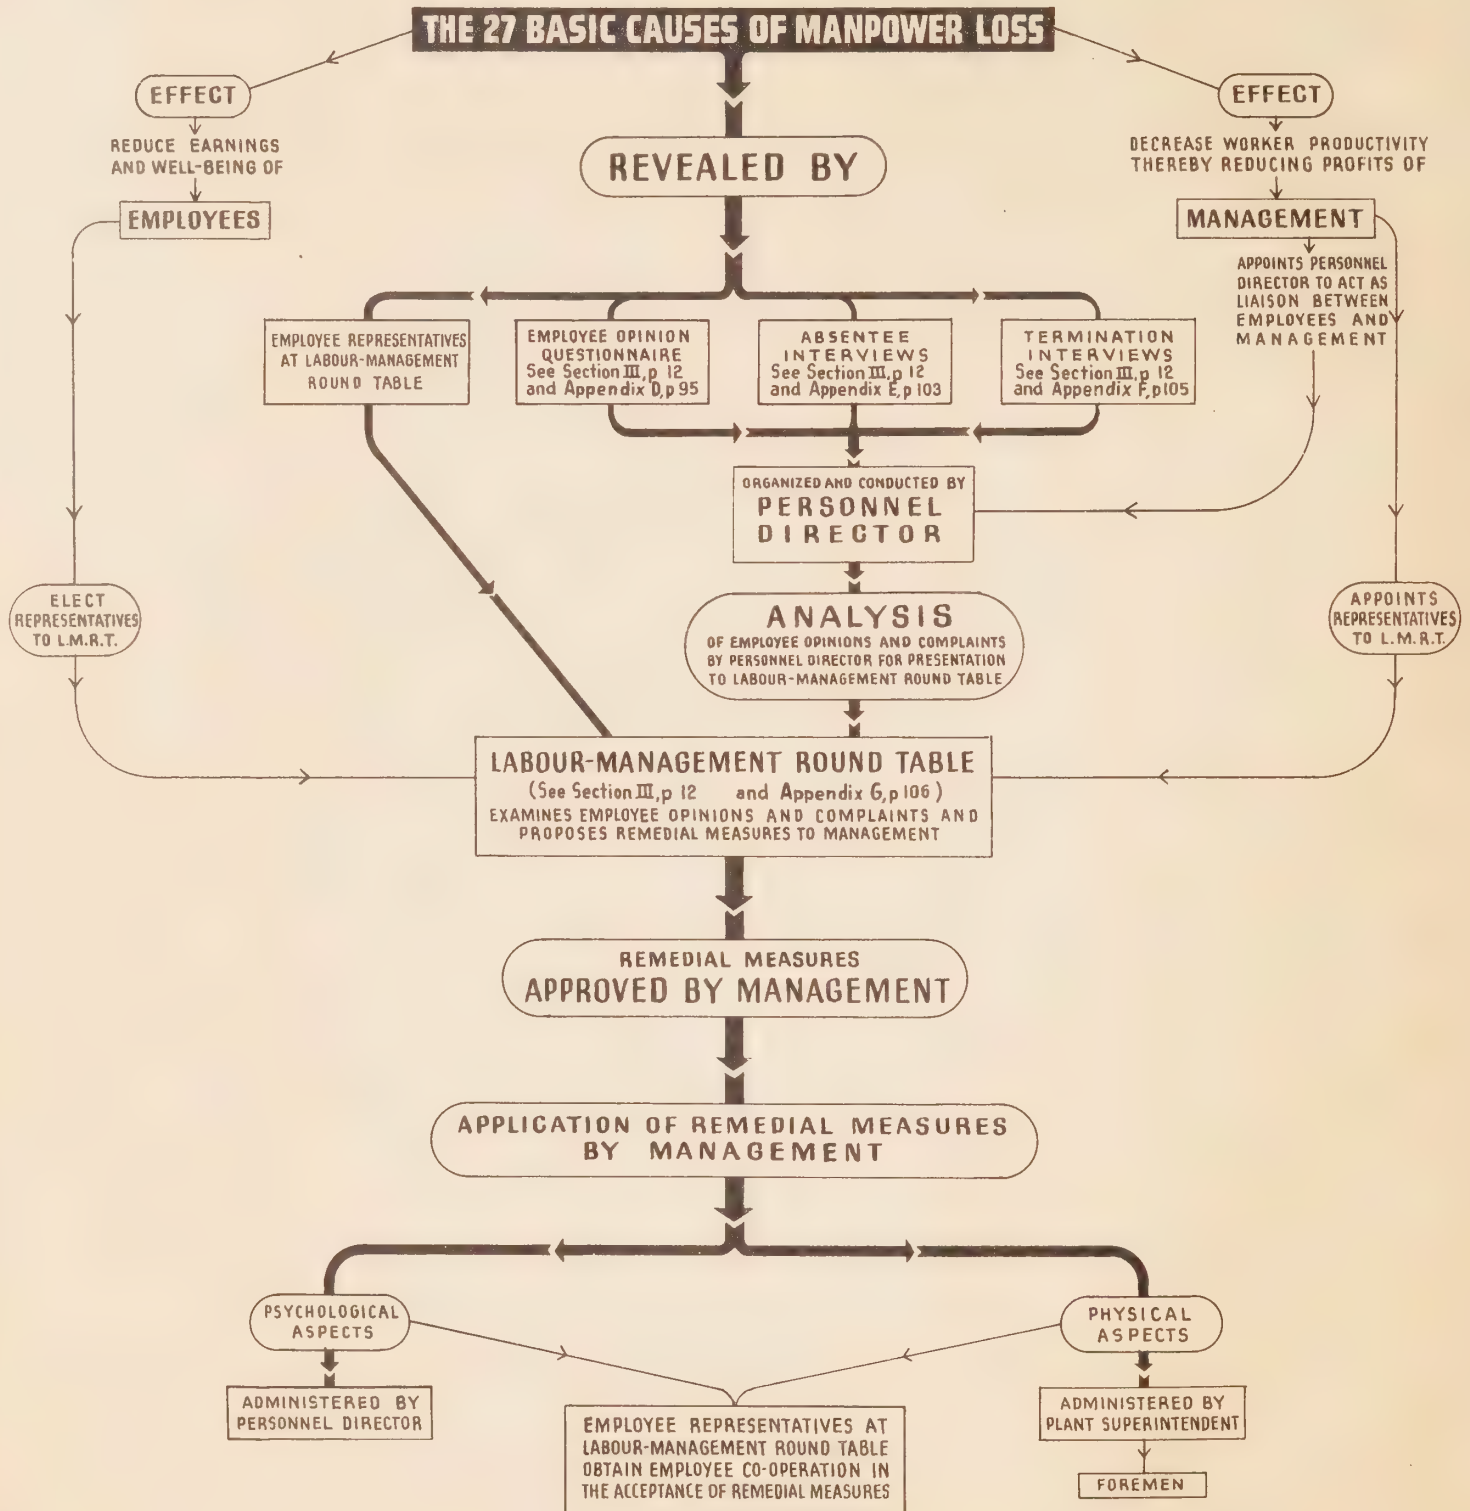 THE 27 BASIC CAUSES OF MANPOWER LOSS
EFFECT
REDUCE EARNINGS
AND WELL-BEING OF
EMPLOYEES
EFFECT
DECREASE WORKER PRODUCTIVITY
THEREBY REDUCING PROFITS OF
MANAGEMENT
APPOINTS PERSONNEL
DIRECTOR TO ACT AS
LIAISON BETWEEN
EMPLOYEES AND
MANAGEMENT
REVEALED BY
EMPLOYEE REPRESENTATIVES
AT LABOUR-MANAGEMENT
ROUND TABLE
EMPLOYEE OPINION
QUESTIONNAIRE
See Section III, p 12
and Appendix D, p 95
ABSENTEE
INTERVIEWS
See Section III, p 12
and Appendix E, p 103
TERMINATION
INTERVIEWS
See Section III, p 12
and Appendix F, p 105
ORGANIZED AND CONDUCTED BY
PERSONNEL
DIRECTOR
ELECT
REPRESENTATIVES
TO L.M.R.T.
ANALYSIS
OF EMPLOYEE OPINIONS AND COMPLAINTS
BY PERSONNEL DIRECTOR FOR PRESENTATION
TO LABOUR-MANAGEMENT ROUND TABLE
APPOINTS
REPRESENTATIVES
TO L.M.R.T.
LABOUR-MANAGEMENT ROUND TABLE
(See Section III, p 12 and Appendix G, p 106)
EXAMINES EMPLOYEE OPINIONS AND COMPLAINTS AND
PROPOSES REMEDIAL MEASURES TO MANAGEMENT
REMEDIAL MEASURES
APPROVED BY MANAGEMENT
APPLICATION OF REMEDIAL MEASURES
BY MANAGEMENT
PSYCHOLOGICAL
ASPECTS
ADMINISTERED BY
PERSONNEL DIRECTOR
PHYSICAL
ASPECTS
ADMINISTERED BY
PLANT SUPERINTENDENT
FOREMEN
EMPLOYEE REPRESENTATIVES AT
LABOUR-MANAGEMENT ROUND TABLE
OBTAIN EMPLOYEE CO-OPERATION IN
THE ACCEPTANCE OF REMEDIAL MEASURES